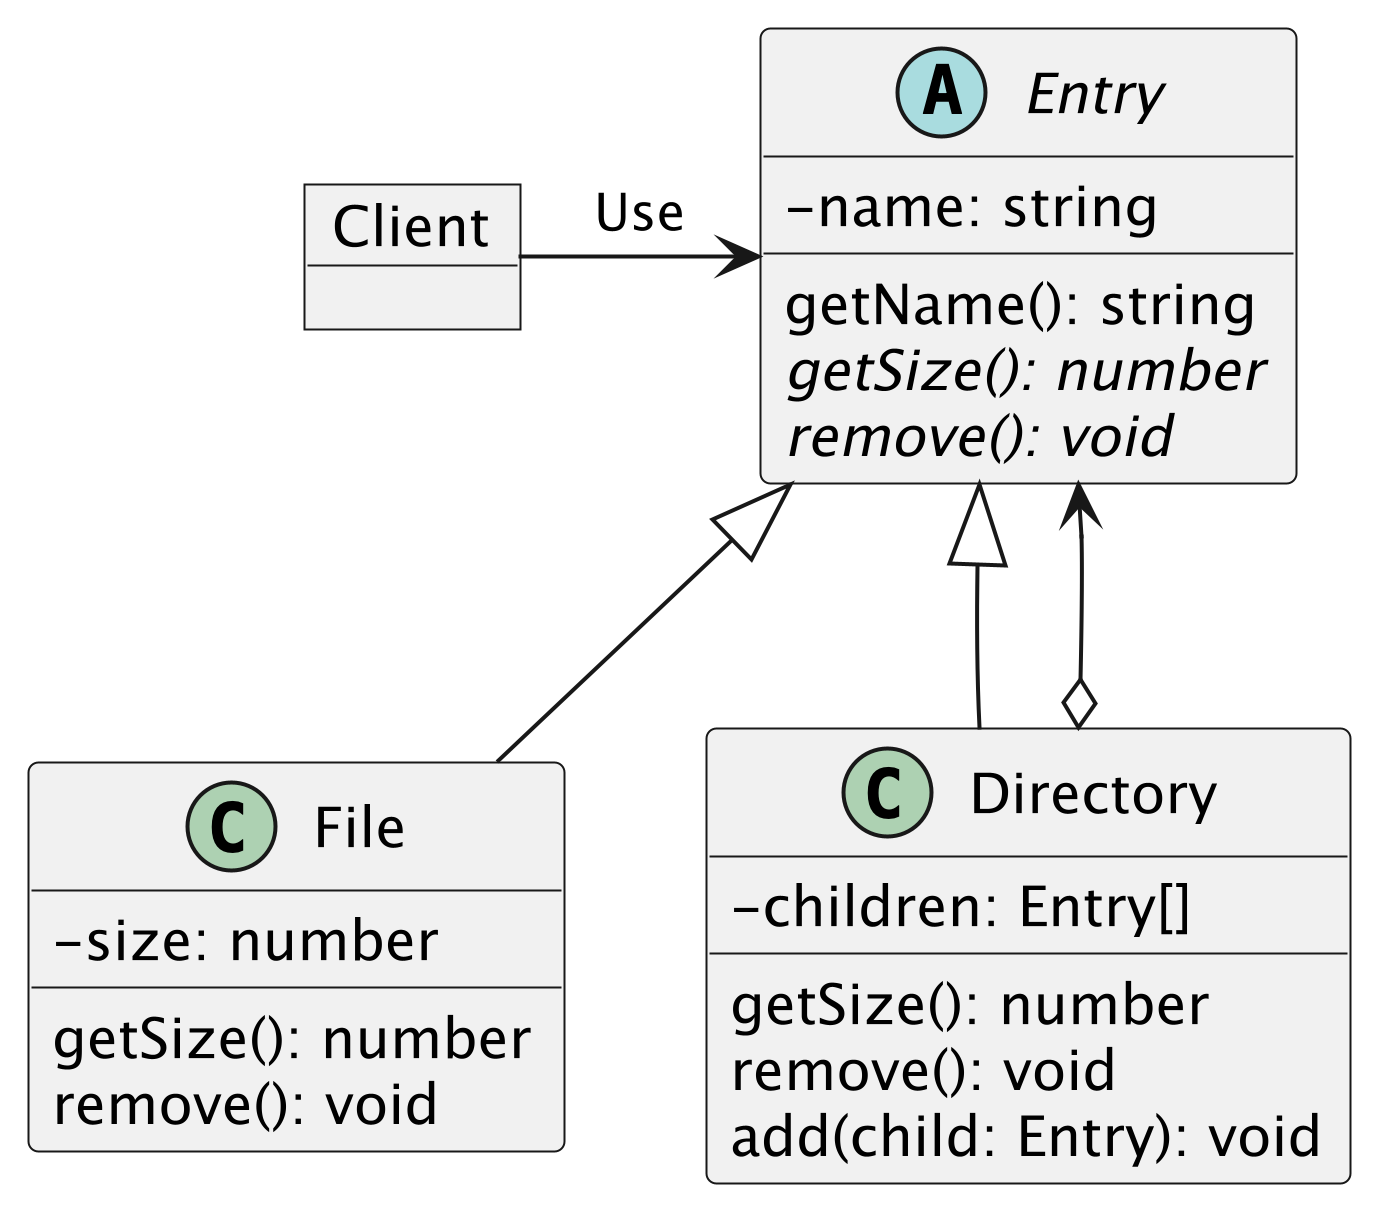 A Entry
-name: string
getName(): string
getSize(): number
remove(): void
Client
Use
C File
-size: number
getSize(): number
remove(): void
C Directory
-children: Entry[]
getSize(): number
remove(): void
add(child: Entry): void